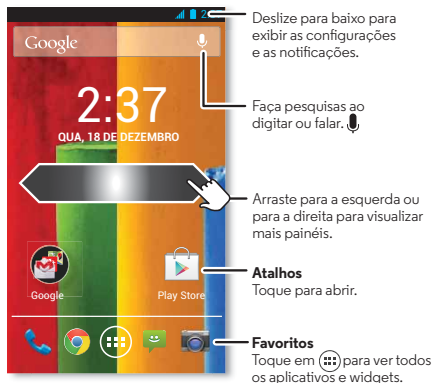 2
Google
2:37
QUA, 18 DE DEZEMBRO
Google
Play Store
Deslize para baixo para
exibir as configurações
e as notificações.
Faça pesquisas ao
digitar ou falar.
Arraste para a esquerda ou
para a direita para visualizar
mais painéis.
Atalhos
Toque para abrir.
Favoritos
Toque em para ver todos
os aplicativos e widgets.